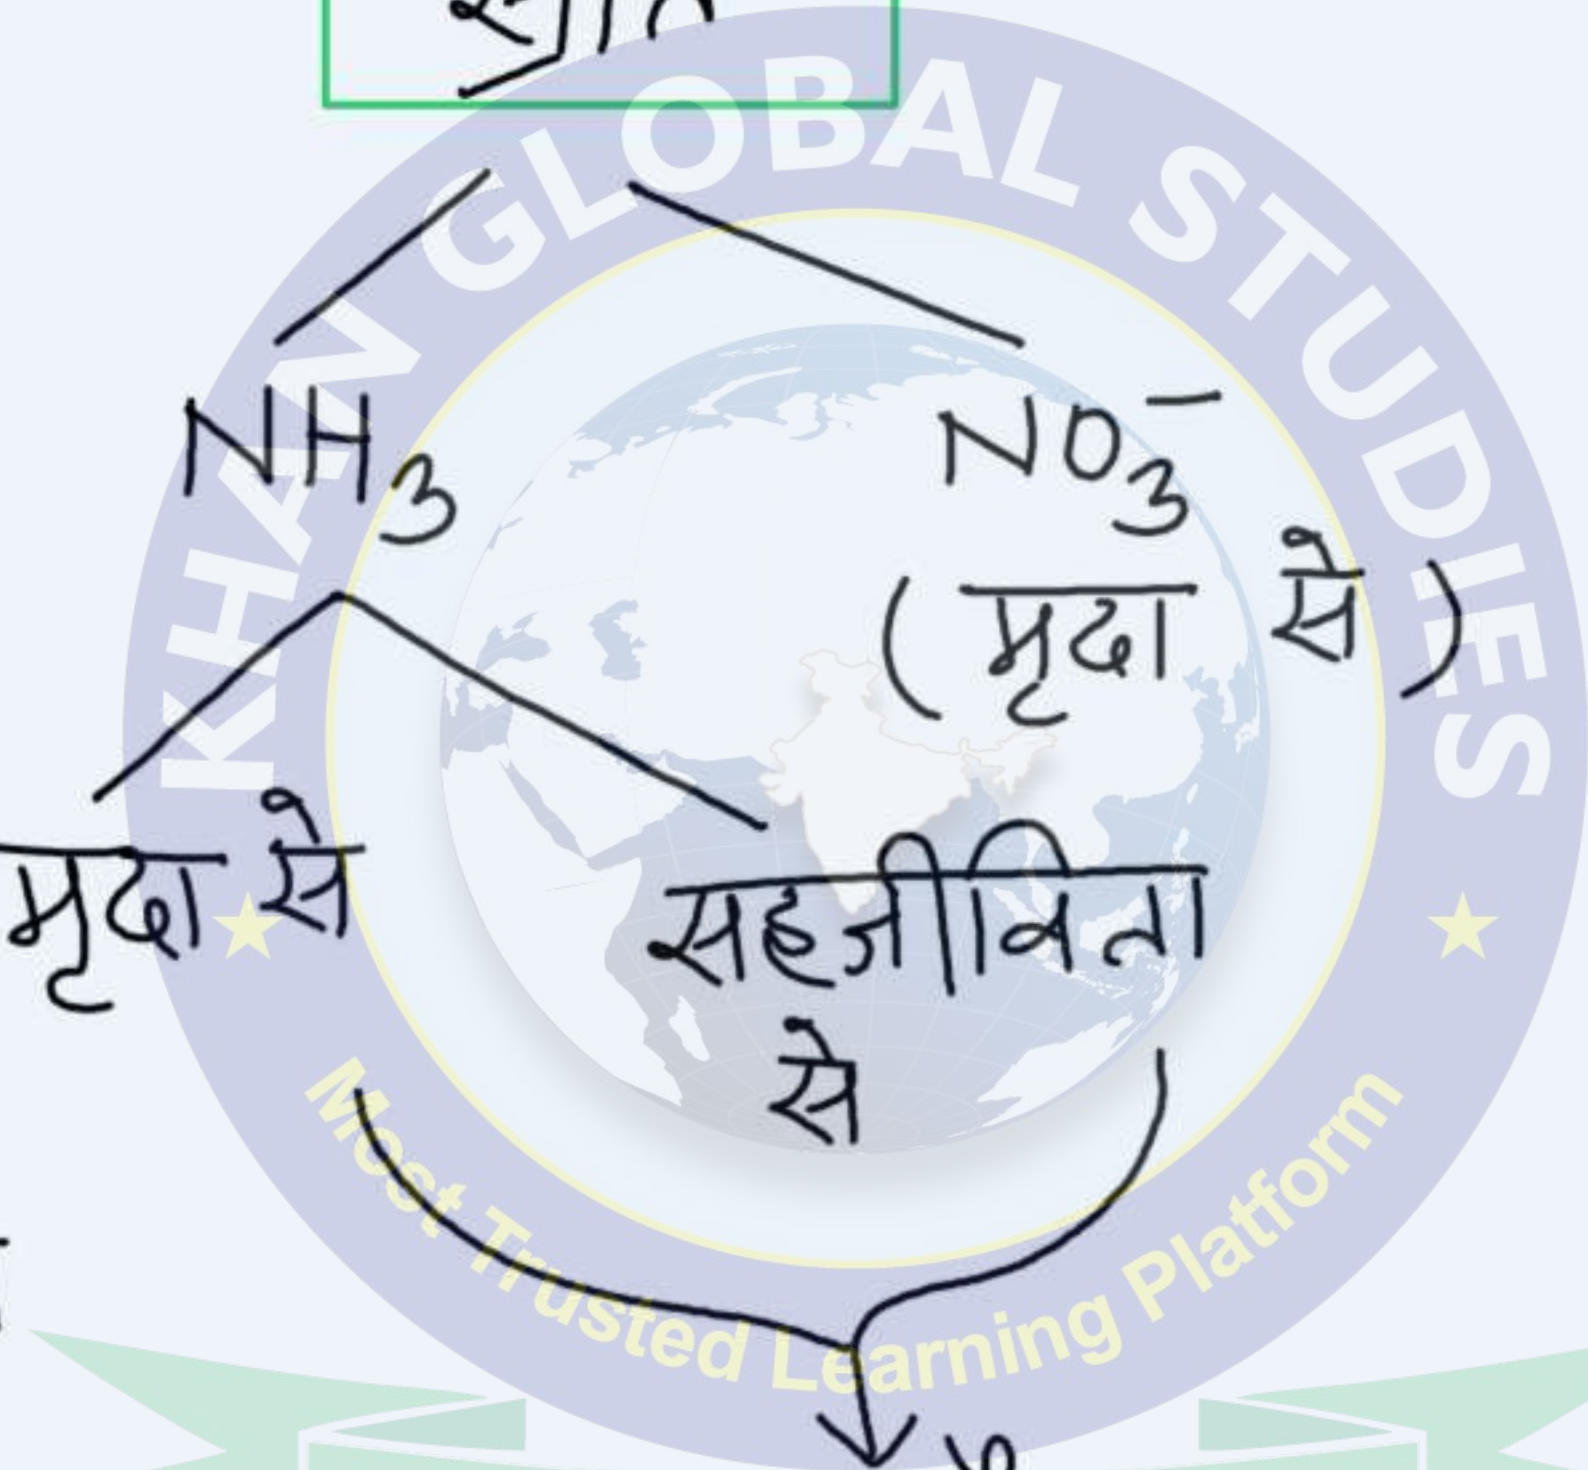 KHAN GLOBAL STUDIES
NH3 NO3⁻
(मृदा से)
मृदा से सहजीविता
से
Most Trusted Learning Platform